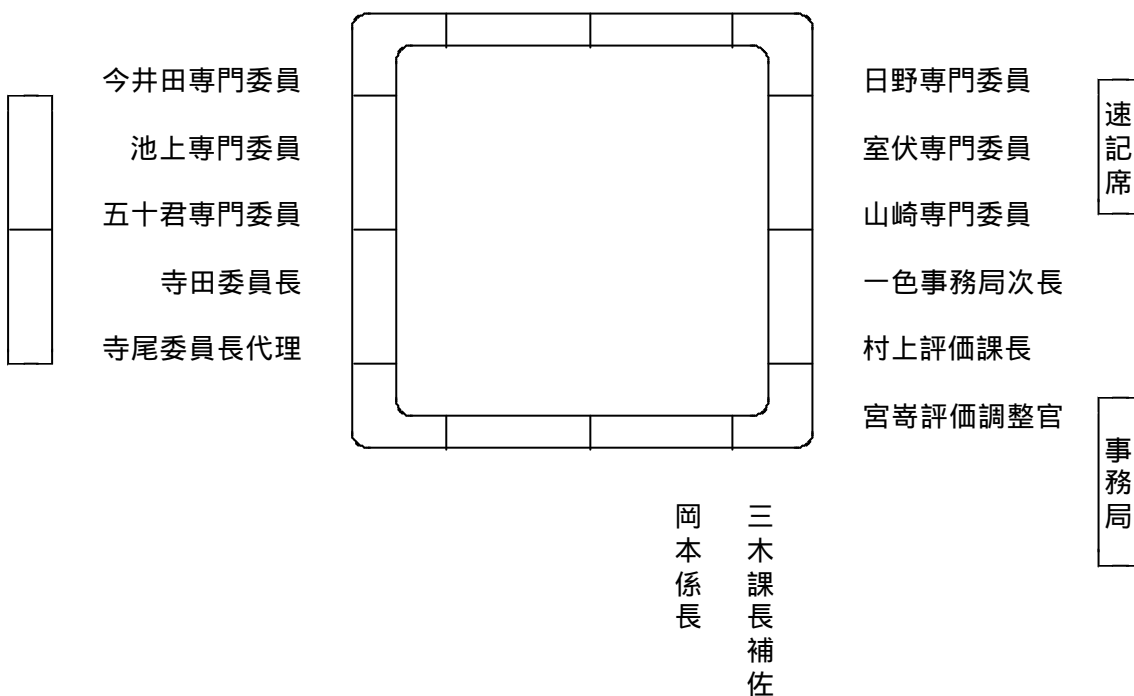 今井田専門委員
池上専門委員
五十君専門委員
寺田委員長
寺尾委員長代理
日野専門委員
室伏専門委員
山崎専門委員
一色事務局次長
村上評価課長
宮嵜評価調整官
速記席
事務局
三木課長補佐
岡本係長